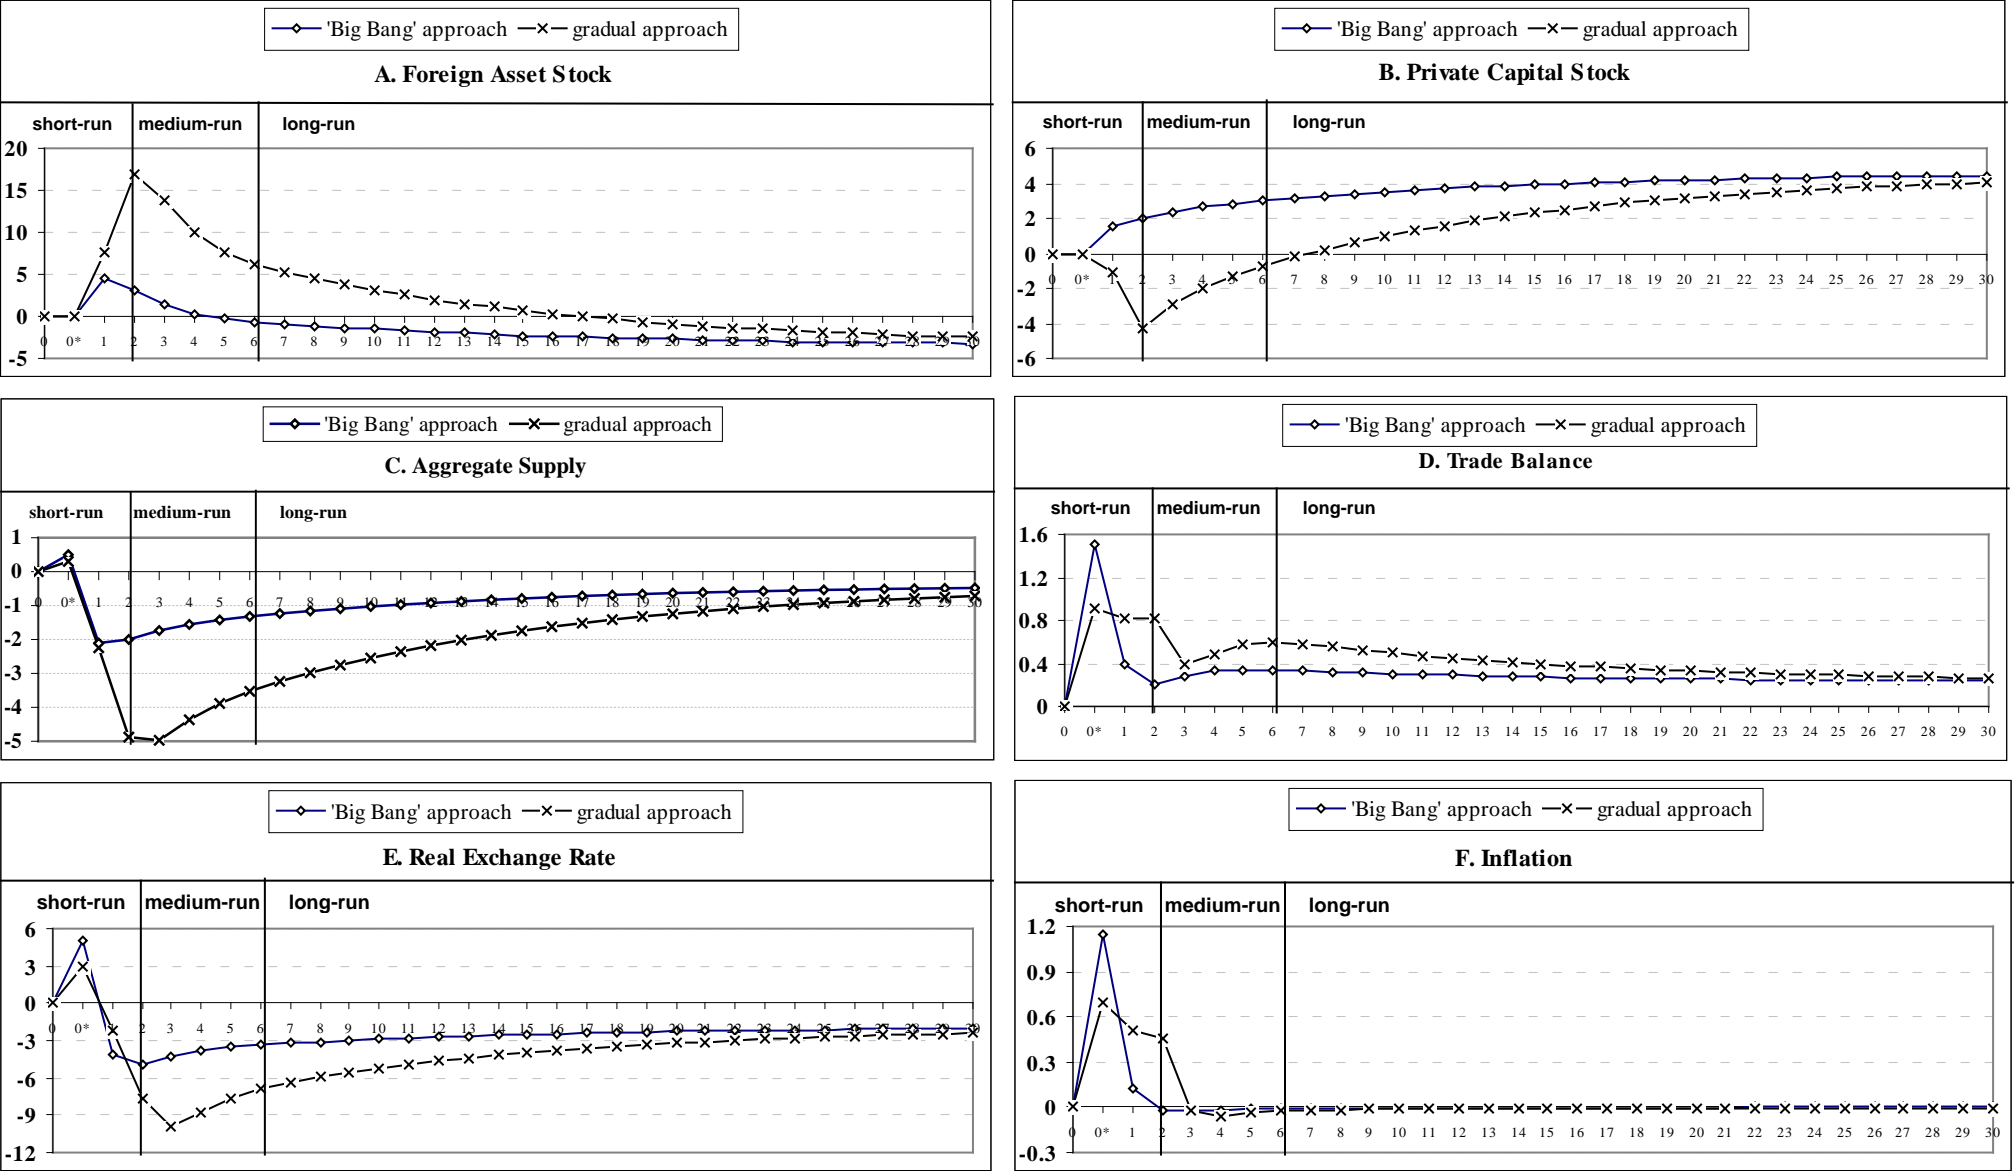 'Big Bang' approach gradual approach
A. Foreign Asset Stock
short-run medium-run long-run
20
15
10
5
0
-5
0 0* 1 2 3 4 5 6 7 8 9 10 11 12 13 14 15 16 17 18 19 20 21 22 23 24 25 26 27 28 29 30
'Big Bang' approach gradual approach
B. Private Capital Stock
short-run medium-run long-run
6
4
2
0
-2
-4
-6
0 0* 1 2 3 4 5 6 7 8 9 10 11 12 13 14 15 16 17 18 19 20 21 22 23 24 25 26 27 28 29 30
'Big Bang' approach gradual approach
C. Aggregate Supply
short-run medium-run long-run
1
0
-1
-2
-3
-4
-5
0 0* 1 2 3 4 5 6 7 8 9 10 11 12 13 14 15 16 17 18 19 20 21 22 23 24 25 26 27 28 29 30
'Big Bang' approach gradual approach
D. Trade Balance
short-run medium-run long-run
1.6
1.2
0.8
0.4
0
0 0* 1 2 3 4 5 6 7 8 9 10 11 12 13 14 15 16 17 18 19 20 21 22 23 24 25 26 27 28 29 30
'Big Bang' approach gradual approach
E. Real Exchange Rate
short-run medium-run long-run
6
3
0
-3
-6
-9
-12
0 0* 1 2 3 4 5 6 7 8 9 10 11 12 13 14 15 16 17 18 19 20 21 22 23 24 25 26 27 28 29 30
'Big Bang' approach gradual approach
F. Inflation
short-run medium-run long-run
1.2
0.9
0.6
0.3
0
-0.3
0 0* 1 2 3 4 5 6 7 8 9 10 11 12 13 14 15 16 17 18 19 20 21 22 23 24 25 26 27 28 29 30